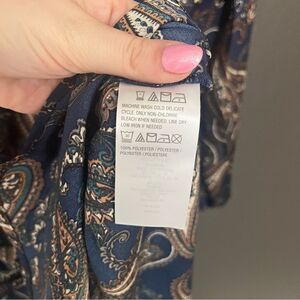 MACHINE WASH COLD DELICATE
CYCLE, ONLY NON-CHLORINE
BLEACH WHEN NEEDED, LINE DRY
LOW IRON IF NEEDED
100% POLYESTER / POLYESTER /
POLYESTER / POLIÉSTER